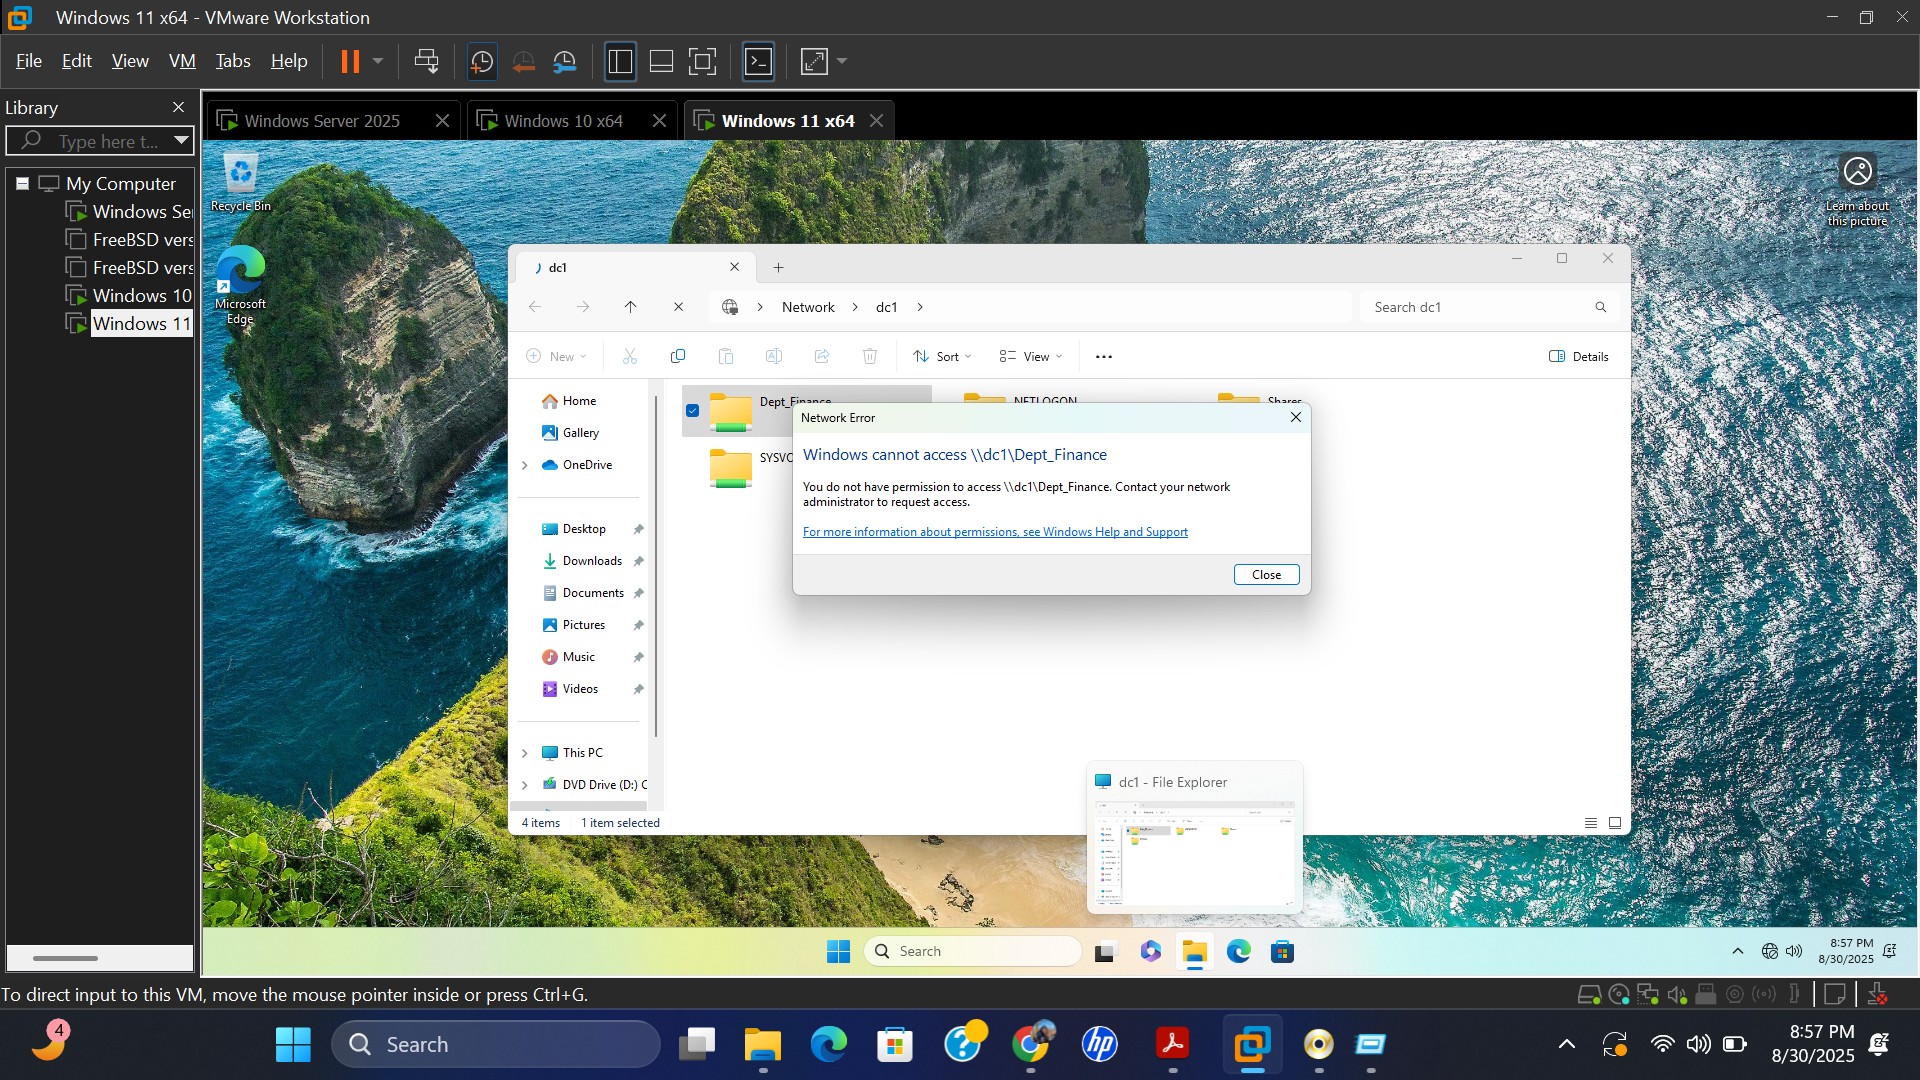 Windows 11 x64 - VMware Workstation
File Edit View VM Tabs Help
Library
Type here t...
My Computer
Windows Se
FreeBSD vers
FreeBSD vers
Windows 10
Windows 11
Windows Server 2025
Windows 10 x64
Windows 11 x64
Recycle Bin
Microsoft
Edge
Learn about
this picture
dc1
Network > dc1 >
Search dc1
New
Sort
View
Details
Home
Gallery
OneDrive
Desktop
Downloads
Documents
Pictures
Music
Videos
This PC
DVD Drive (D:) C
Dept_Finance
NETLOGON
Shares
SYSVO
Network Error
Windows cannot access \\dc1\Dept_Finance
You do not have permission to access \\dc1\Dept_Finance. Contact your network
administrator to request access.
For more information about permissions, see Windows Help and Support
Close
4 items 1 item selected
dc1 - File Explorer
Search
8:57 PM
8/30/2025
To direct input to this VM, move the mouse pointer inside or press Ctrl+G.
4
Search
hp
8:57 PM
8/30/2025